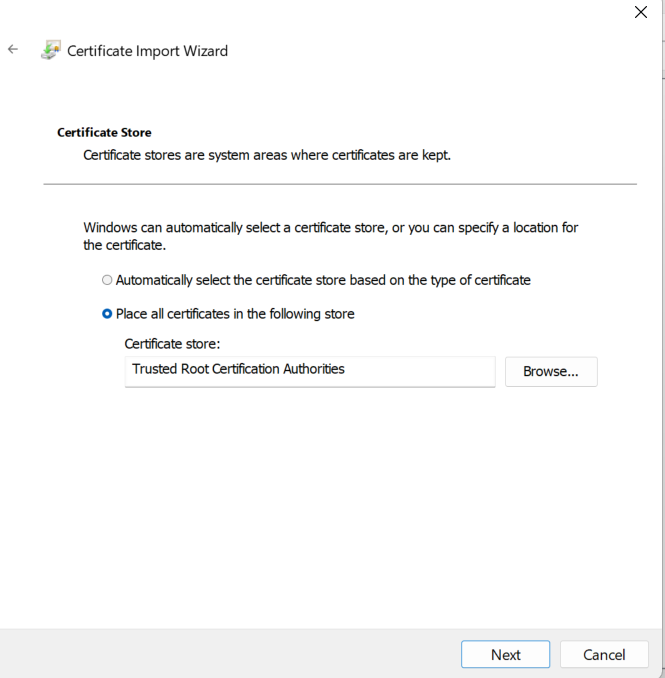 Certificate Import Wizard
Certificate Store
Certificate stores are system areas where certificates are kept.
Windows can automatically select a certificate store, or you can specify a location for
the certificate.
Automatically select the certificate store based on the type of certificate
Place all certificates in the following store
Certificate store:
Trusted Root Certification Authorities
Browse...
Next
Cancel